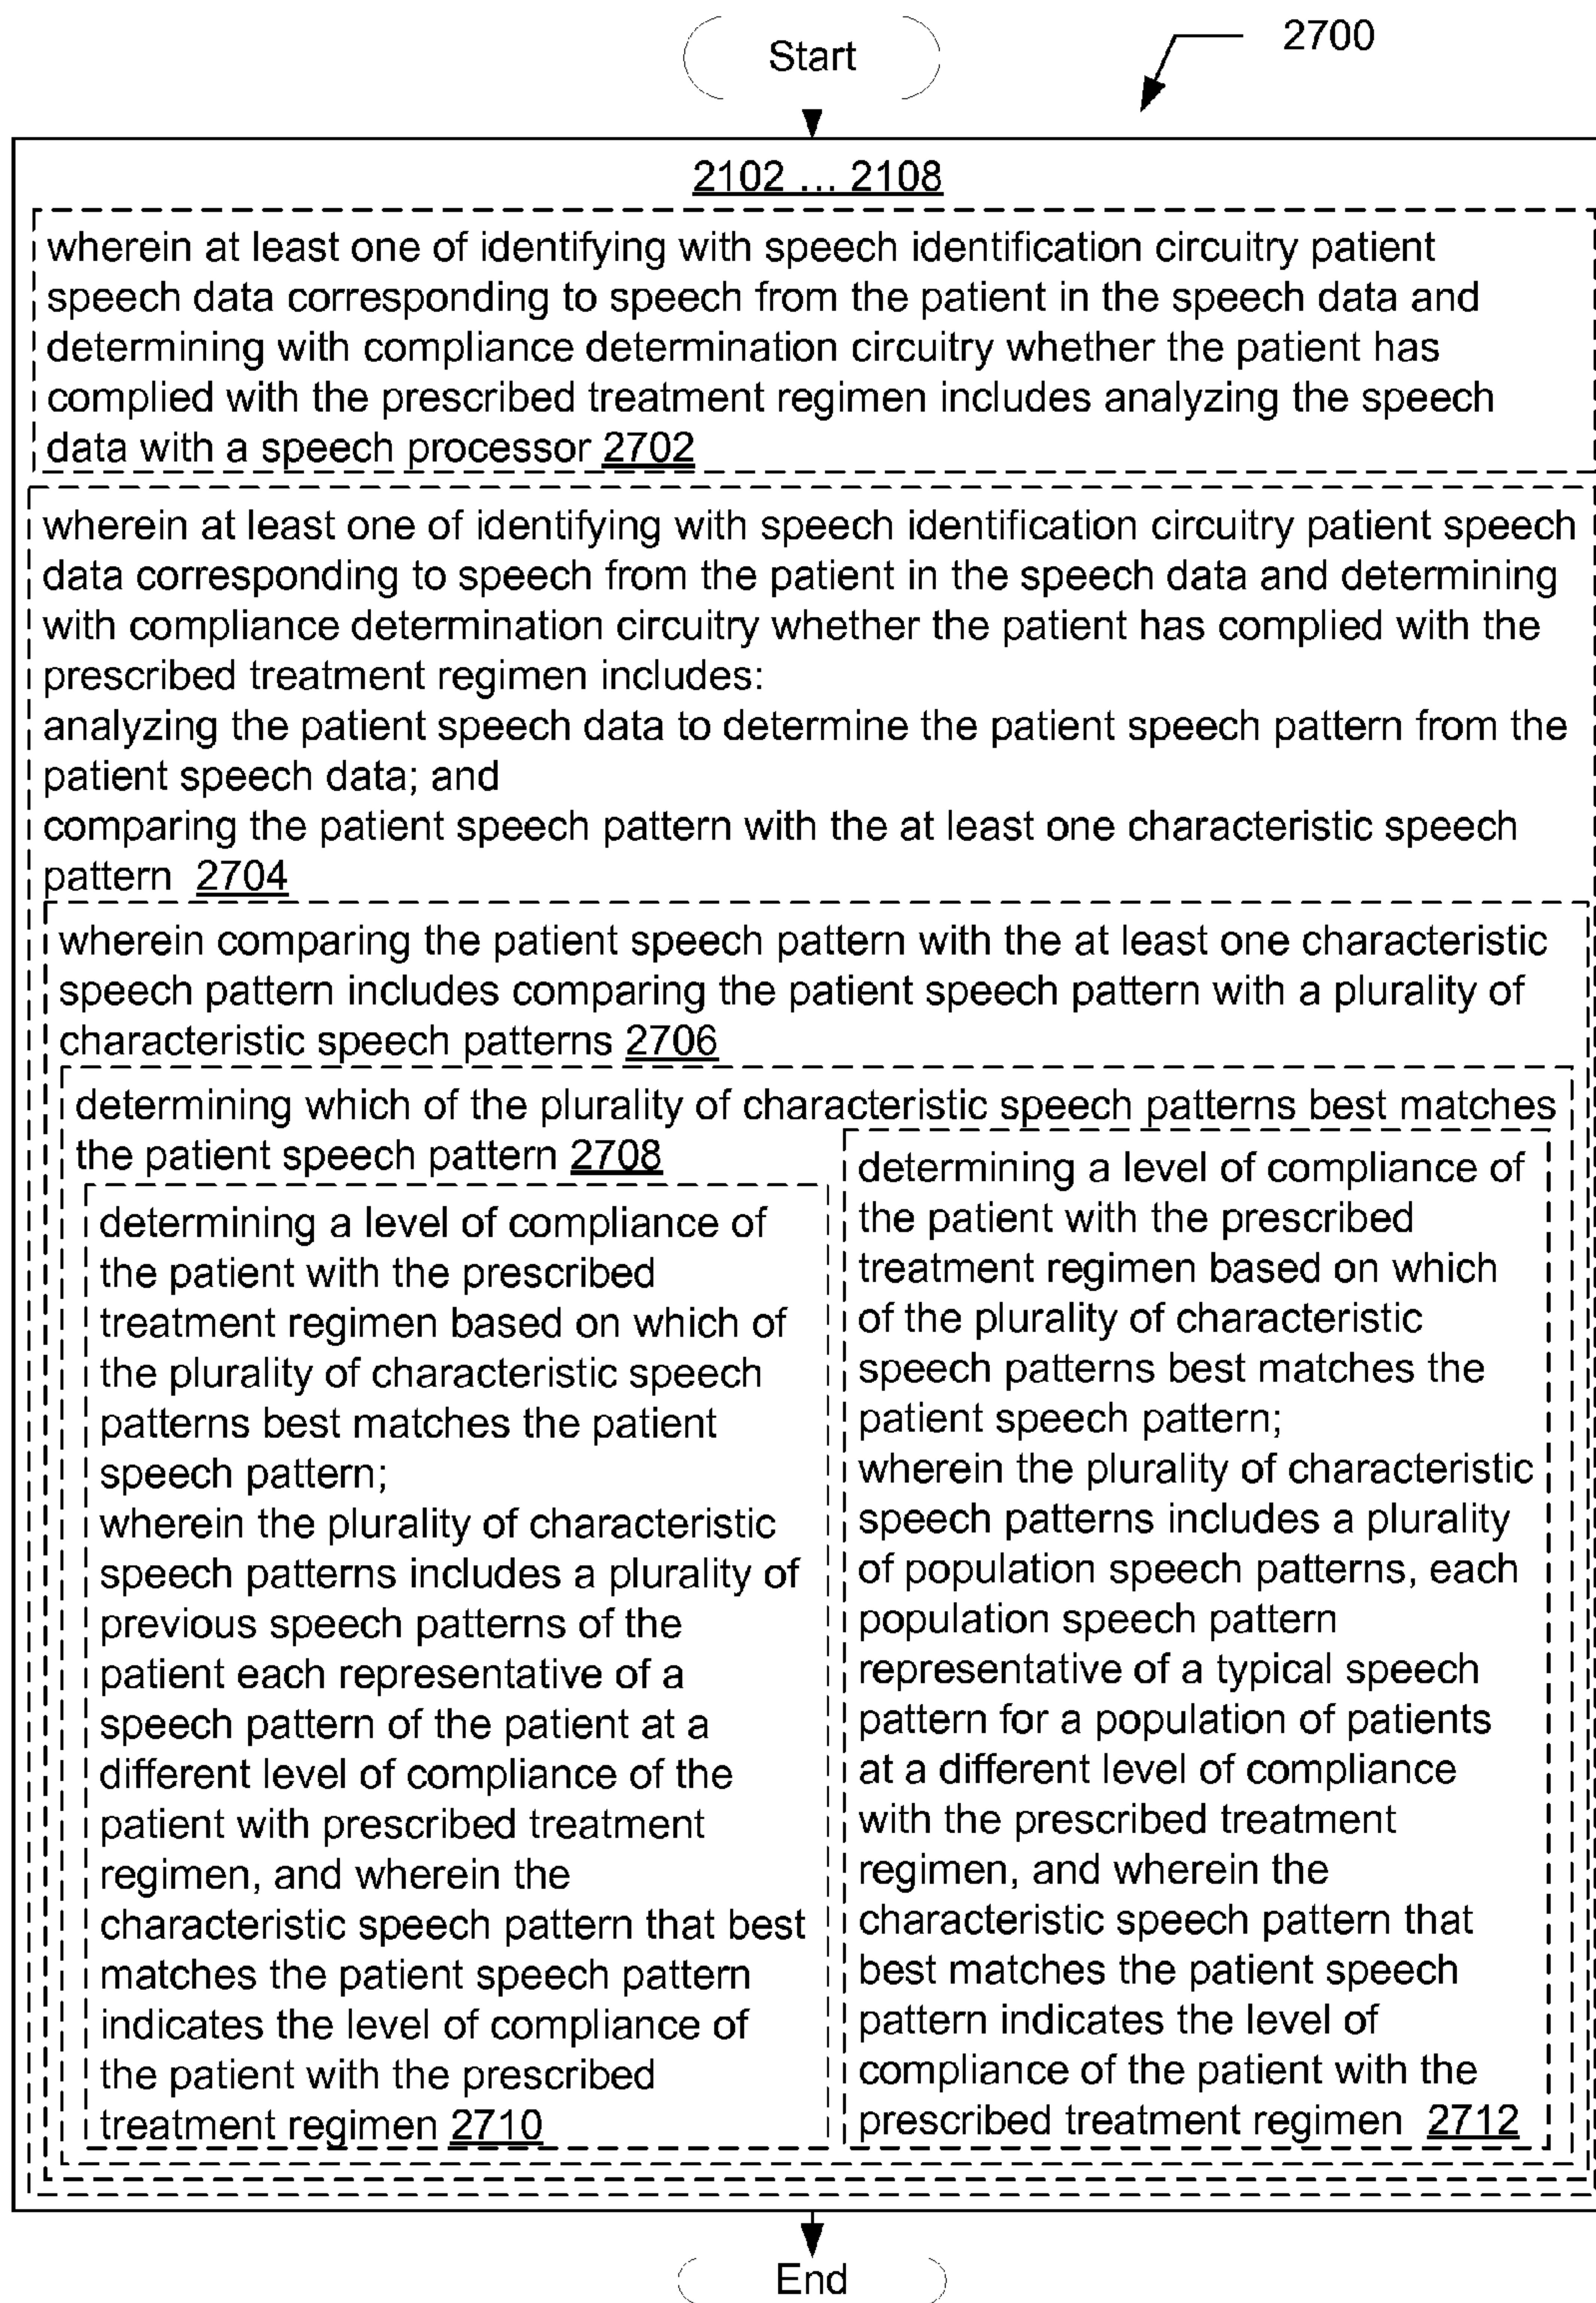 Start
2700
2102 ... 2108
wherein at least one of identifying with speech identification circuitry patient
speech data corresponding to speech from the patient in the speech data and
determining with compliance determination circuitry whether the patient has
complied with the prescribed treatment regimen includes analyzing the speech
data with a speech processor 2702
wherein at least one of identifying with speech identification circuitry patient speech
data corresponding to speech from the patient in the speech data and determining
with compliance determination circuitry whether the patient has complied with the
prescribed treatment regimen includes:
analyzing the patient speech data to determine the patient speech pattern from the
patient speech data; and
comparing the patient speech pattern with the at least one characteristic speech
pattern 2704
wherein comparing the patient speech pattern with the at least one characteristic
speech pattern includes comparing the patient speech pattern with a plurality of
characteristic speech patterns 2706
determining which of the plurality of characteristic speech patterns best matches
the patient speech pattern 2708
determining a level of compliance of
the patient with the prescribed
treatment regimen based on which of
the plurality of characteristic speech
patterns best matches the patient
speech pattern;
wherein the plurality of characteristic
speech patterns includes a plurality of
previous speech patterns of the
patient each representative of a
speech pattern of the patient at a
different level of compliance of the
patient with prescribed treatment
regimen, and wherein the
characteristic speech pattern that best
matches the patient speech pattern
indicates the level of compliance of
the patient with the prescribed
treatment regimen 2710
determining a level of compliance of
the patient with the prescribed
treatment regimen based on which
of the plurality of characteristic
speech patterns best matches the
patient speech pattern;
wherein the plurality of characteristic
speech patterns includes a plurality
of population speech patterns, each
population speech pattern
representative of a typical speech
pattern for a population of patients
at a different level of compliance
with the prescribed treatment
regimen, and wherein the
characteristic speech pattern that
best matches the patient speech
pattern indicates the level of
compliance of the patient with the
prescribed treatment regimen 2712
End